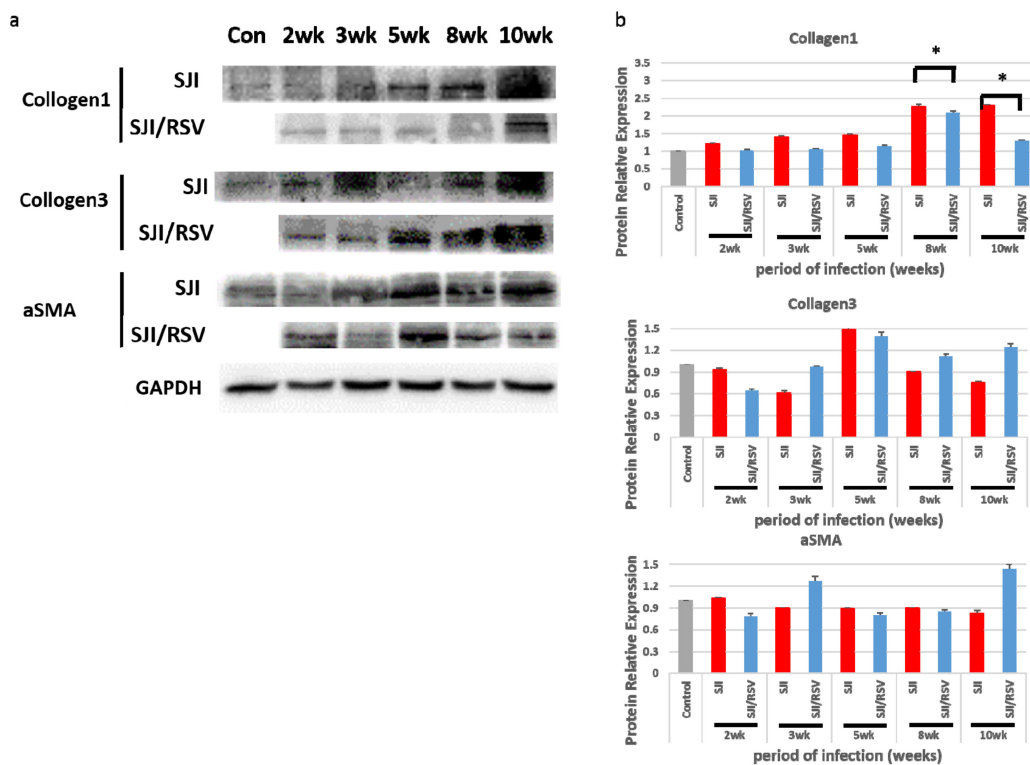 a
Con 2wk 3wk 5wk 8wk 10wk
SJI
Collogen1
SJI/RSV
SJI
Collogen3
SJI/RSV
SJI
aSMA
SJI/RSV
GAPDH
b
Collagen1
Protein Relative Expression
3.5
3
2.5
2
1.5
1
0.5
0
* *
Control SJI SJI/RSV SJI SJI/RSV SJI SJI/RSV SJI SJI/RSV SJI SJI/RSV
2wk 3wk 5wk 8wk 10wk
period of infection (weeks)
Collagen3
Protein Relative Expression
1.5
1.2
0.9
0.6
0.3
0
Control SJI SJI/RSV SJI SJI/RSV SJI SJI/RSV SJI SJI/RSV SJI SJI/RSV
2wk 3wk 5wk 8wk 10wk
period of infection (weeks)
aSMA
Protein Relative Expression
1.5
1.2
0.9
0.6
0.3
0
Control SJI SJI/RSV SJI SJI/RSV SJI SJI/RSV SJI SJI/RSV SJI SJI/RSV
2wk 3wk 5wk 8wk 10wk
period of infection (weeks)